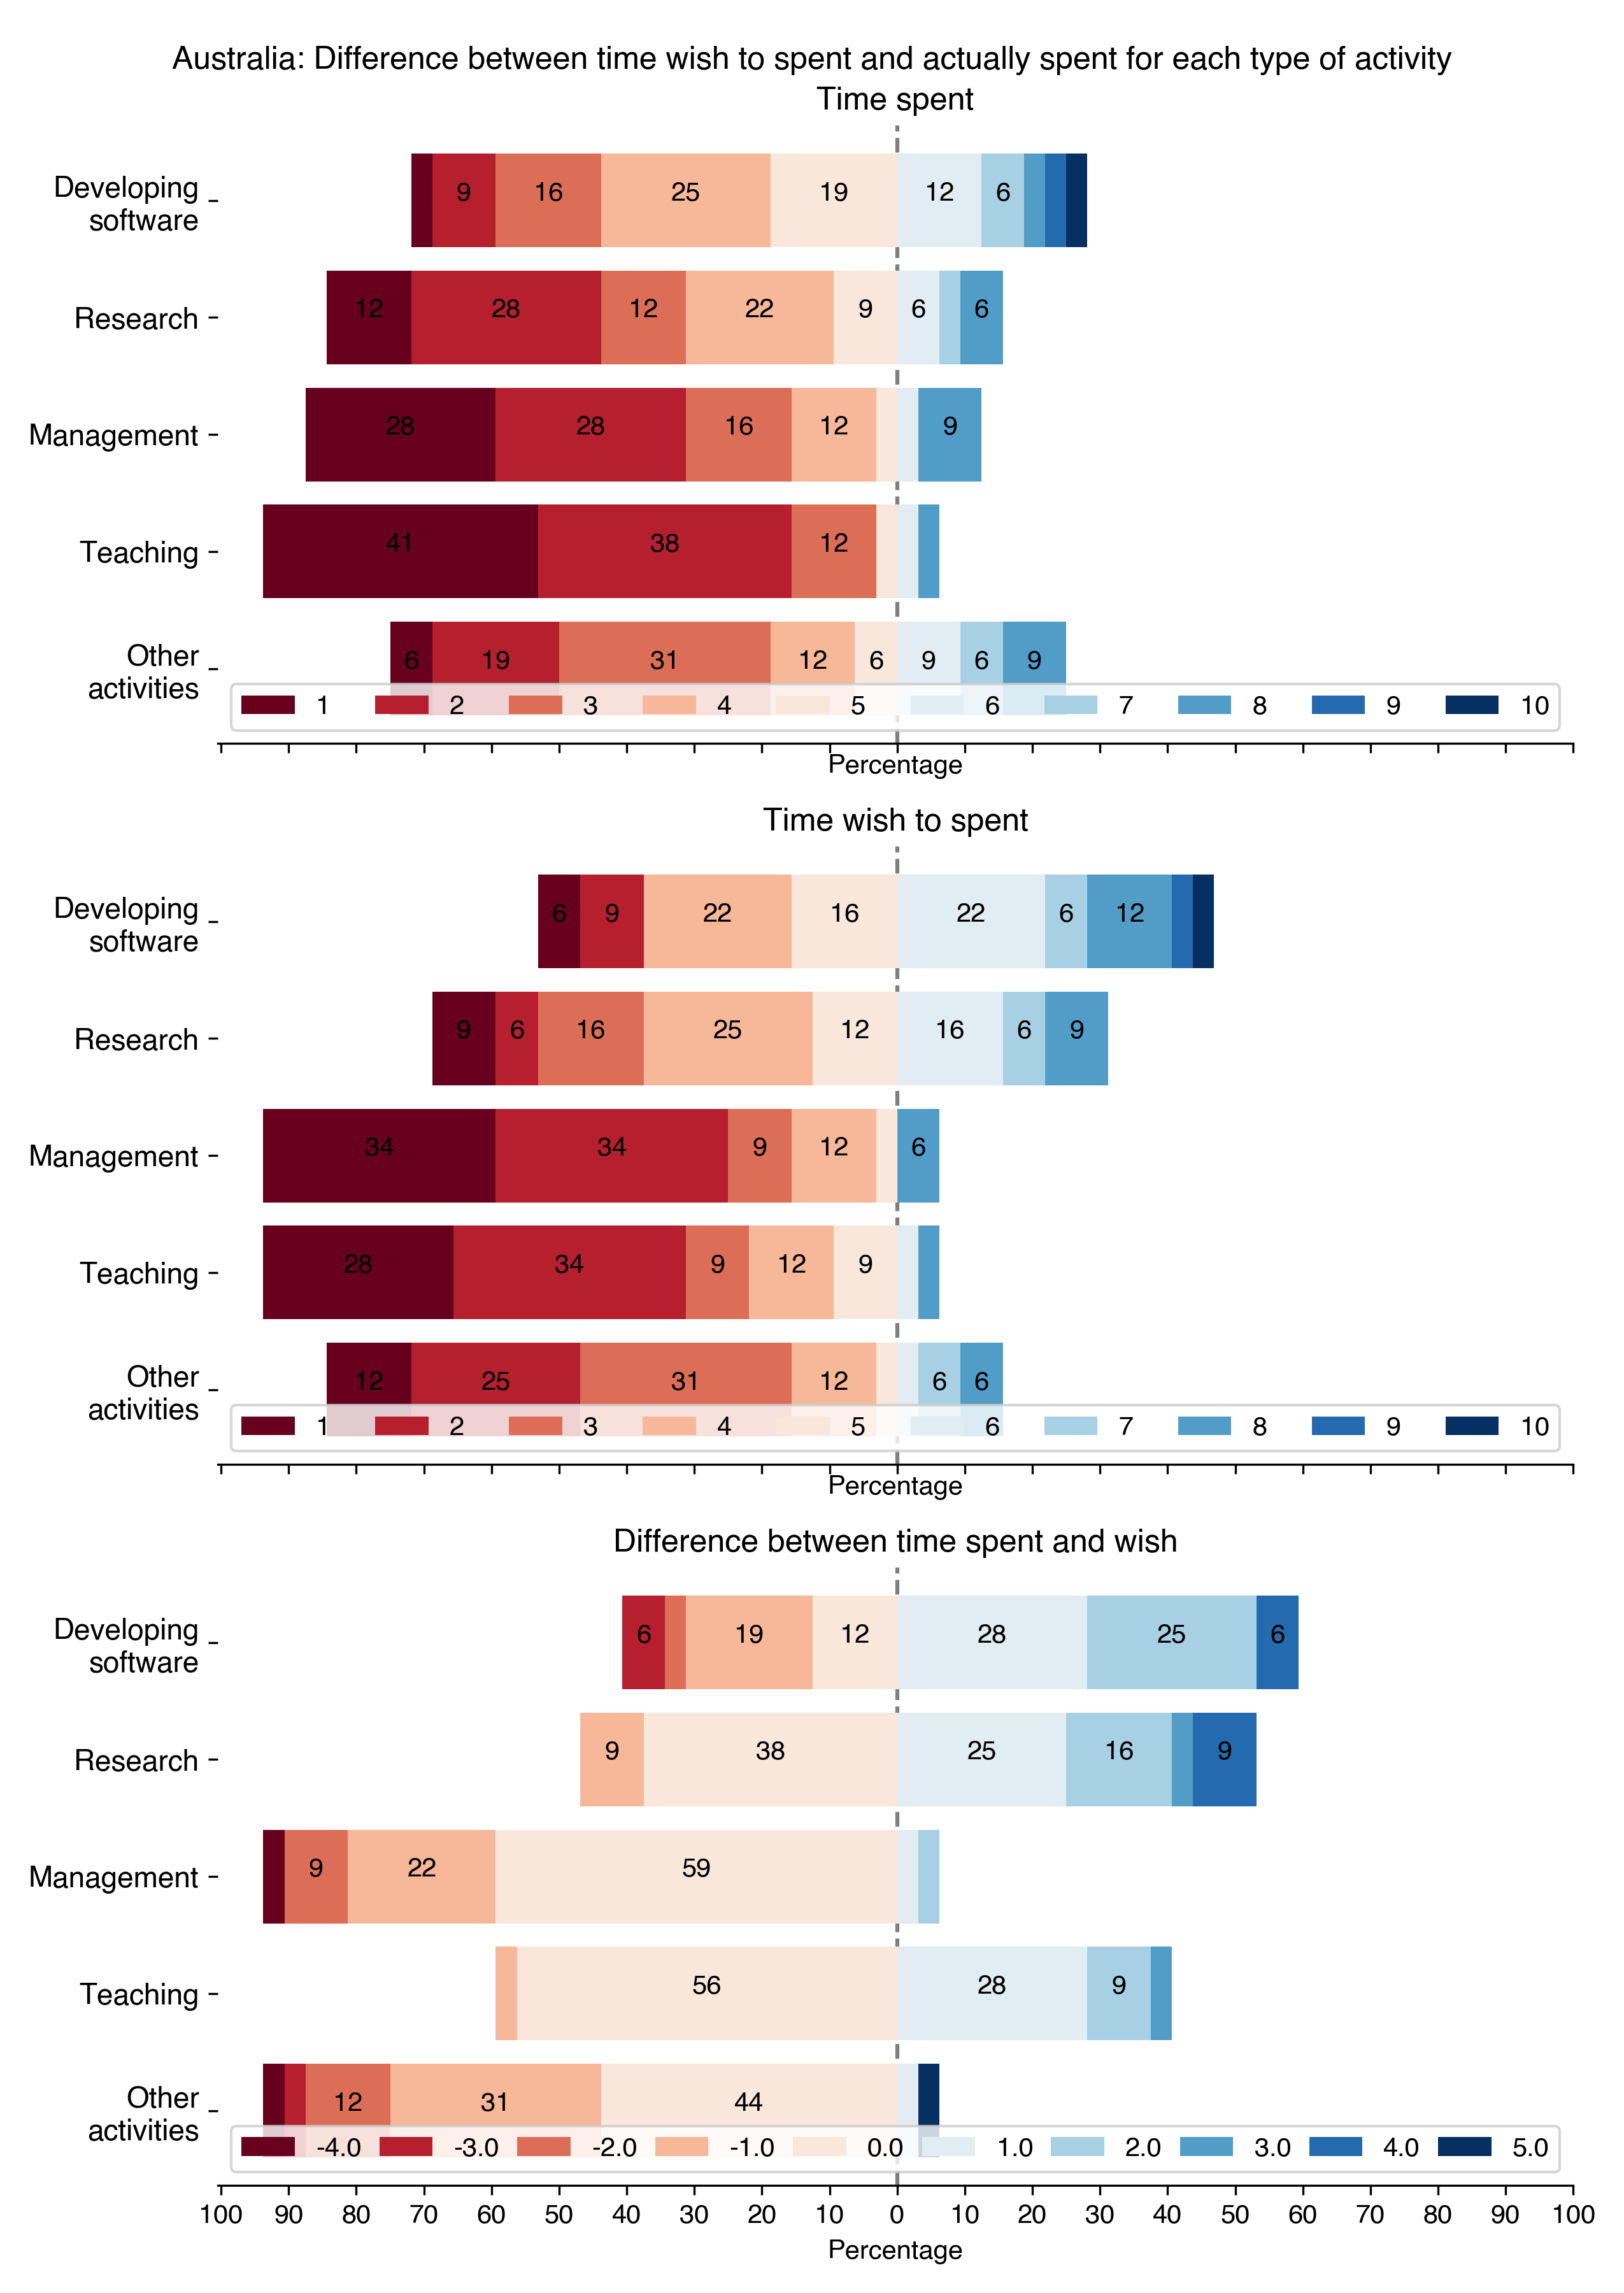 Australia: Difference between time wish to spent and actually spent for each type of activity
Time spent
Developing
software
9 16 25 19 12 6
Research
12 28 12 22 9 6 6
Management
28 28 16 12 9
Teaching
41 38 12
Other
activities
6 19 31 12 6 9 6 9
1 2 3 4 5 6 7 8 9 10
Percentage
Time wish to spent
Developing
software
6 9 22 16 22 6 12
Research
9 6 16 25 12 16 6 9
Management
34 34 9 12 6
Teaching
28 34 9 12 9
Other
activities
12 25 31 12 6 6
1 2 3 4 5 6 7 8 9 10
Percentage
Difference between time spent and wish
Developing
software
6 19 12 28 25 6
Research
9 38 25 16 9
Management
9 22 59
Teaching
56 28 9
Other
activities
12 31 44
-4.0 -3.0 -2.0 -1.0 0.0 1.0 2.0 3.0 4.0 5.0
100 90 80 70 60 50 40 30 20 10 0 10 20 30 40 50 60 70 80 90 100
Percentage